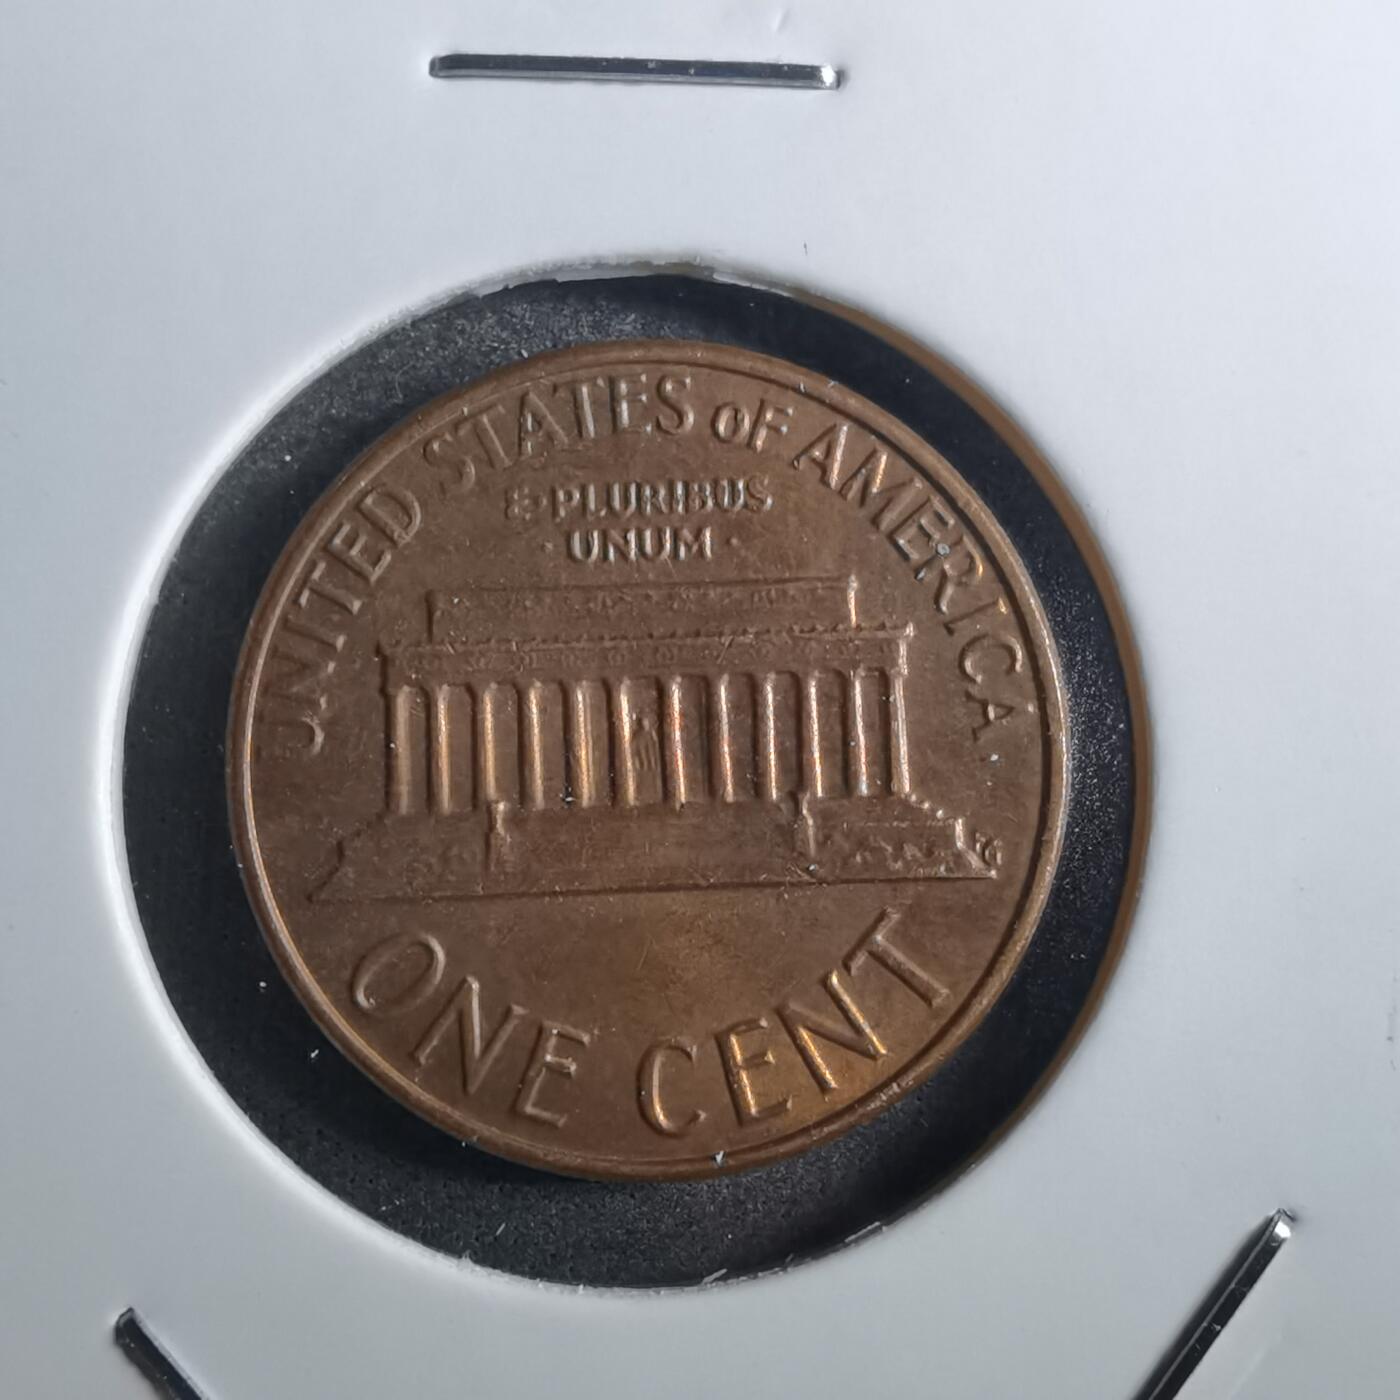 UNITED STATES OF AMERICA
E PLURIBUS
· UNUM ·
ONE CENT